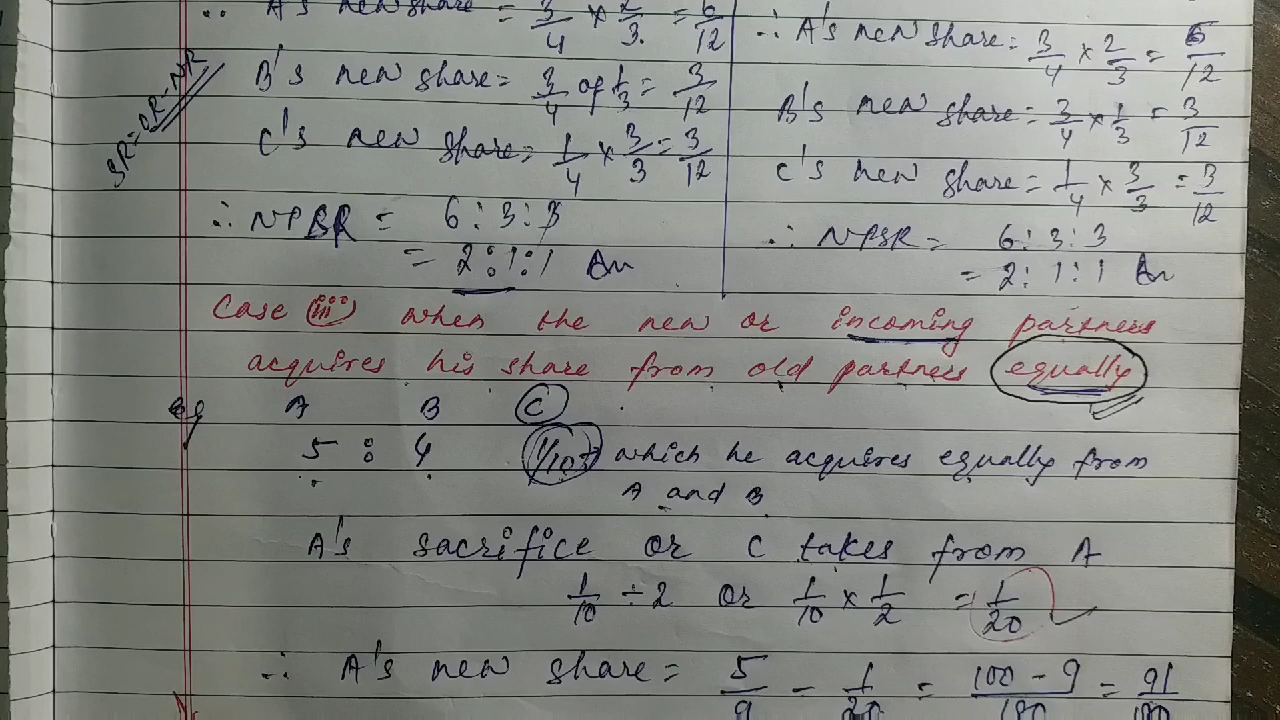 ∴ A's new share = 3/4 × 2/3 = 6/12
B's new share = 3/4 of 1/3 = 3/12
C's new share = 1/4 × 3/3 = 3/12
SR = OR - NR
∴ NPSR = 6 : 3 : 3
= 2 : 1 : 1 An
∴ A's new share = 3/4 × 2/3 = 6/12
B's new share = 3/4 × 1/3 = 3/12
C's new share = 1/4 × 3/3 = 3/12
∴ NPSR = 6 : 3 : 3
= 2 : 1 : 1 An
Case (iii) when the new or incoming partners
acquires his share from old partners equally
eg A B C
5 : 4 1/10 which he acquires equally from
A and B
A's sacrifice or C takes from A
1/10 ÷ 2 or 1/10 × 1/2 = 1/20
∴ A's new share = 5/9 - 1/20 = 100 - 9/180 = 91/180